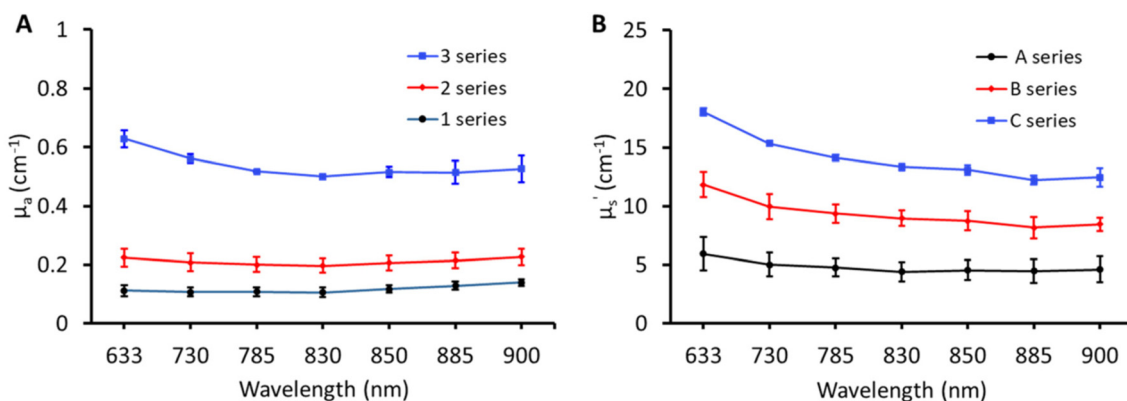 A
1
0.8
0.6
0.4
0.2
0
μa (cm⁻¹)
3 series
2 series
1 series
633 730 785 830 850 885 900
Wavelength (nm)
B
25
20
15
10
5
0
μs' (cm⁻¹)
A series
B series
C series
633 730 785 830 850 885 900
Wavelength (nm)